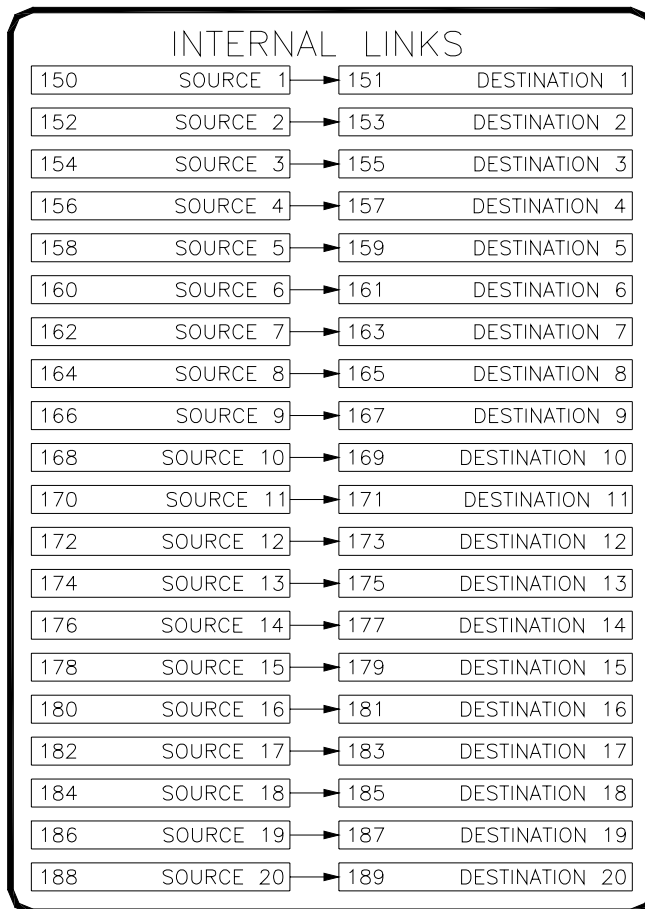 INTERNAL LINKS
150 SOURCE 1 151 DESTINATION 1
152 SOURCE 2 153 DESTINATION 2
154 SOURCE 3 155 DESTINATION 3
156 SOURCE 4 157 DESTINATION 4
158 SOURCE 5 159 DESTINATION 5
160 SOURCE 6 161 DESTINATION 6
162 SOURCE 7 163 DESTINATION 7
164 SOURCE 8 165 DESTINATION 8
166 SOURCE 9 167 DESTINATION 9
168 SOURCE 10 169 DESTINATION 10
170 SOURCE 11 171 DESTINATION 11
172 SOURCE 12 173 DESTINATION 12
174 SOURCE 13 175 DESTINATION 13
176 SOURCE 14 177 DESTINATION 14
178 SOURCE 15 179 DESTINATION 15
180 SOURCE 16 181 DESTINATION 16
182 SOURCE 17 183 DESTINATION 17
184 SOURCE 18 185 DESTINATION 18
186 SOURCE 19 187 DESTINATION 19
188 SOURCE 20 189 DESTINATION 20